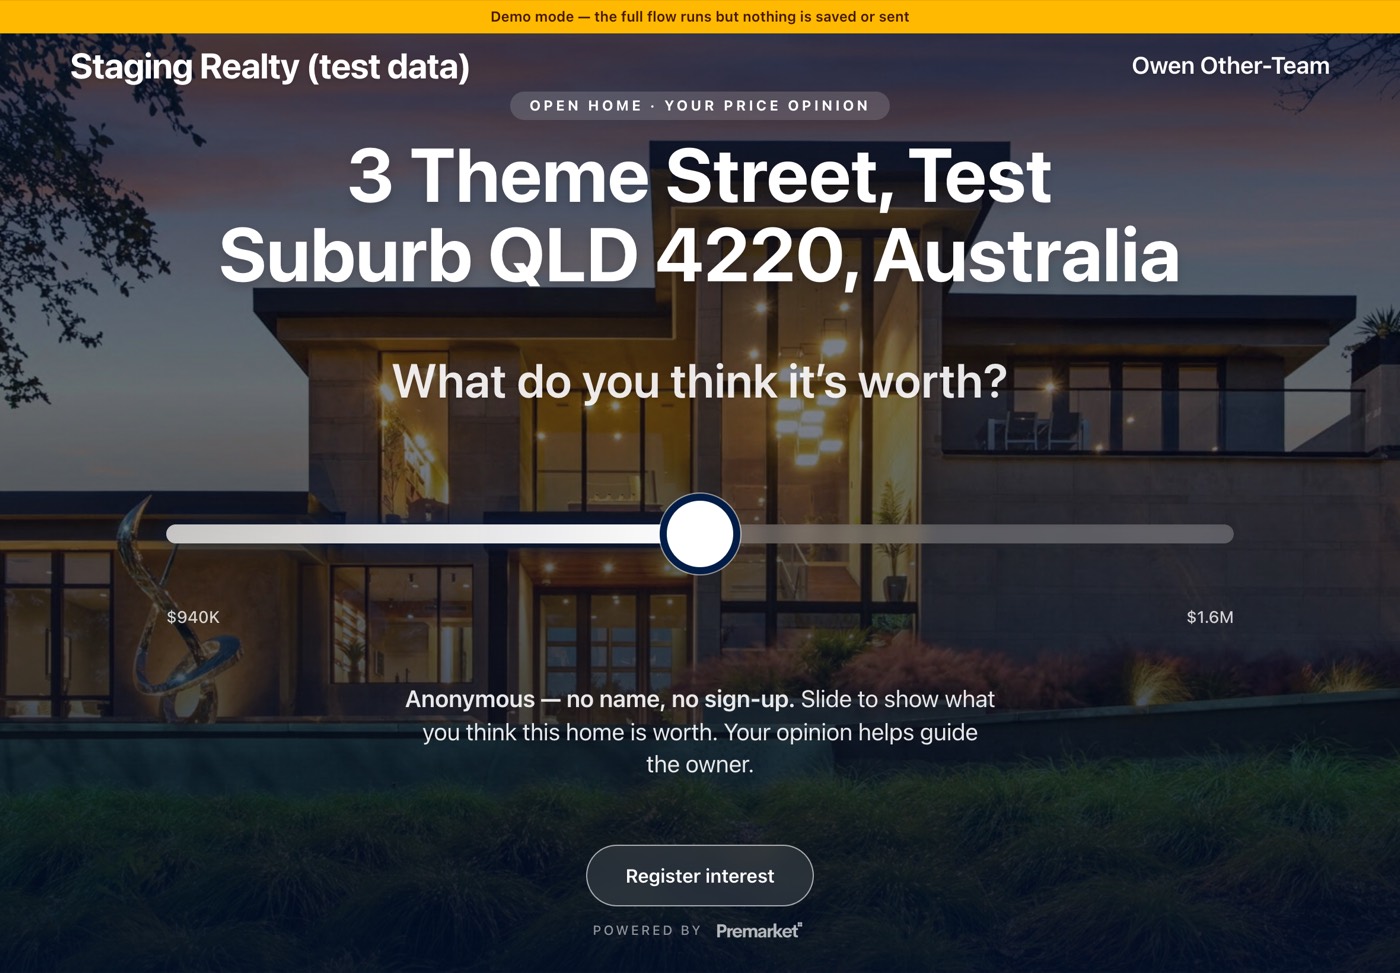 Demo mode — the full flow runs but nothing is saved or sent
Staging Realty (test data)
Owen Other-Team
OPEN HOME · YOUR PRICE OPINION
3 Theme Street, Test
Suburb QLD 4220, Australia
What do you think it’s worth?
$940K
$1.6M
Anonymous — no name, no sign-up. Slide to show what
you think this home is worth. Your opinion helps guide
the owner.
Register interest
POWERED BY Premarket